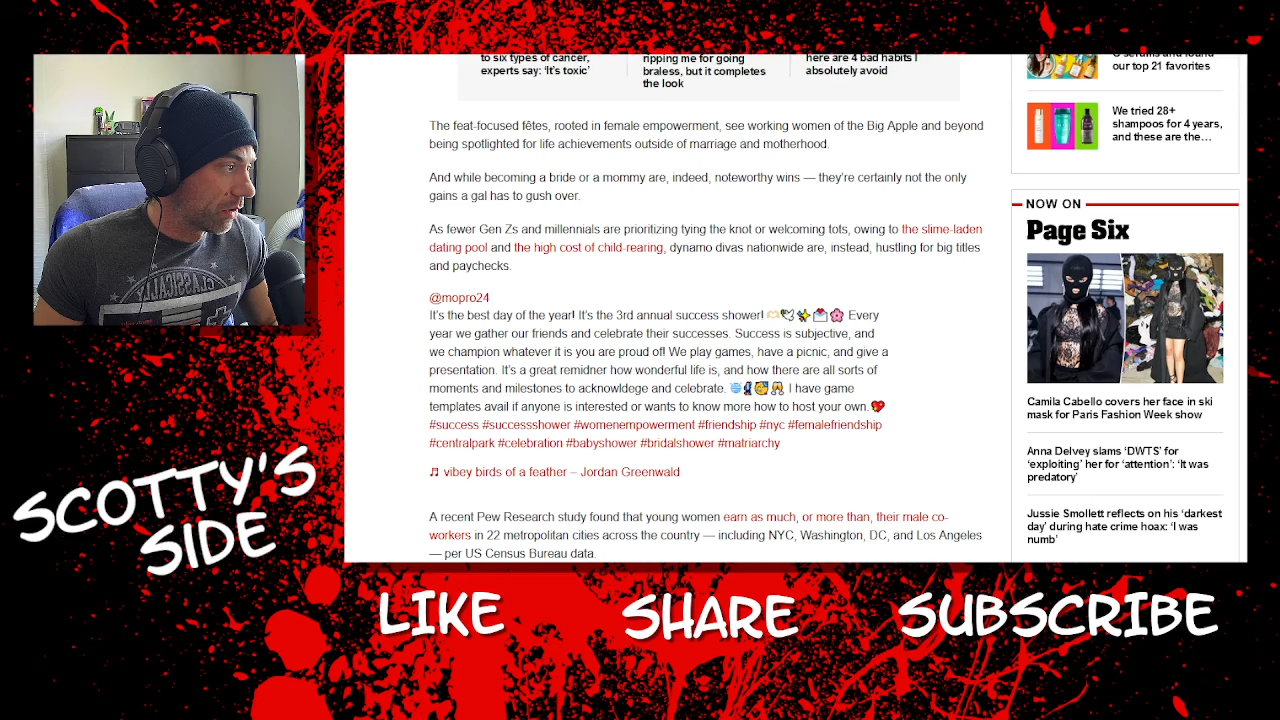 to six types of cancer,
experts say: 'It's toxic'
ripping me for going
braless, but it completes
the look
here are 4 bad habits I
absolutely avoid
The feat-focused fêtes, rooted in female empowerment, see working women of the Big Apple and beyond
being spotlighted for life achievements outside of marriage and motherhood.
And while becoming a bride or a mommy are, indeed, noteworthy wins — they're certainly not the only
gains a gal has to gush over.
As fewer Gen Zs and millennials are prioritizing tying the knot or welcoming tots, owing to the slime-laden
dating pool and the high cost of child-rearing, dynamo divas nationwide are, instead, hustling for big titles
and paychecks.
@mopro24
It's the best day of the year! It's the 3rd annual success shower! 🫶🏻🕊✨💌🌸 Every
year we gather our friends and celebrate their successes. Success is subjective, and
we champion whatever it is you are proud of! We play games, have a picnic, and give a
presentation. It's a great remidner how wonderful life is, and how there are all sorts of
moments and milestones to acknowldege and celebrate. I have game
templates avail if anyone is interested or wants to know more how to host your own. 💖
#success #successshower #womenempowerment #friendship #nyc #femalefriendship
#centralpark #celebration #babyshower #bridalshower #matriarchy
♬ vibey birds of a feather – Jordan Greenwald
A recent Pew Research study found that young women earn as much, or more than, their male co-
workers in 22 metropolitan cities across the country — including NYC, Washington, DC, and Los Angeles
— per US Census Bureau data.
our top 21 favorites
We tried 28+
shampoos for 4 years,
and these are the…
NOW ON
Page Six
Camila Cabello covers her face in ski
mask for Paris Fashion Week show
Anna Delvey slams 'DWTS' for
'exploiting' her for 'attention': 'It was
predatory'
Jussie Smollett reflects on his 'darkest
day' during hate crime hoax: 'I was
numb'
CLASSICALLY
SCOTTY'S
SIDE
LIKE
SHARE
SUBSCRIBE